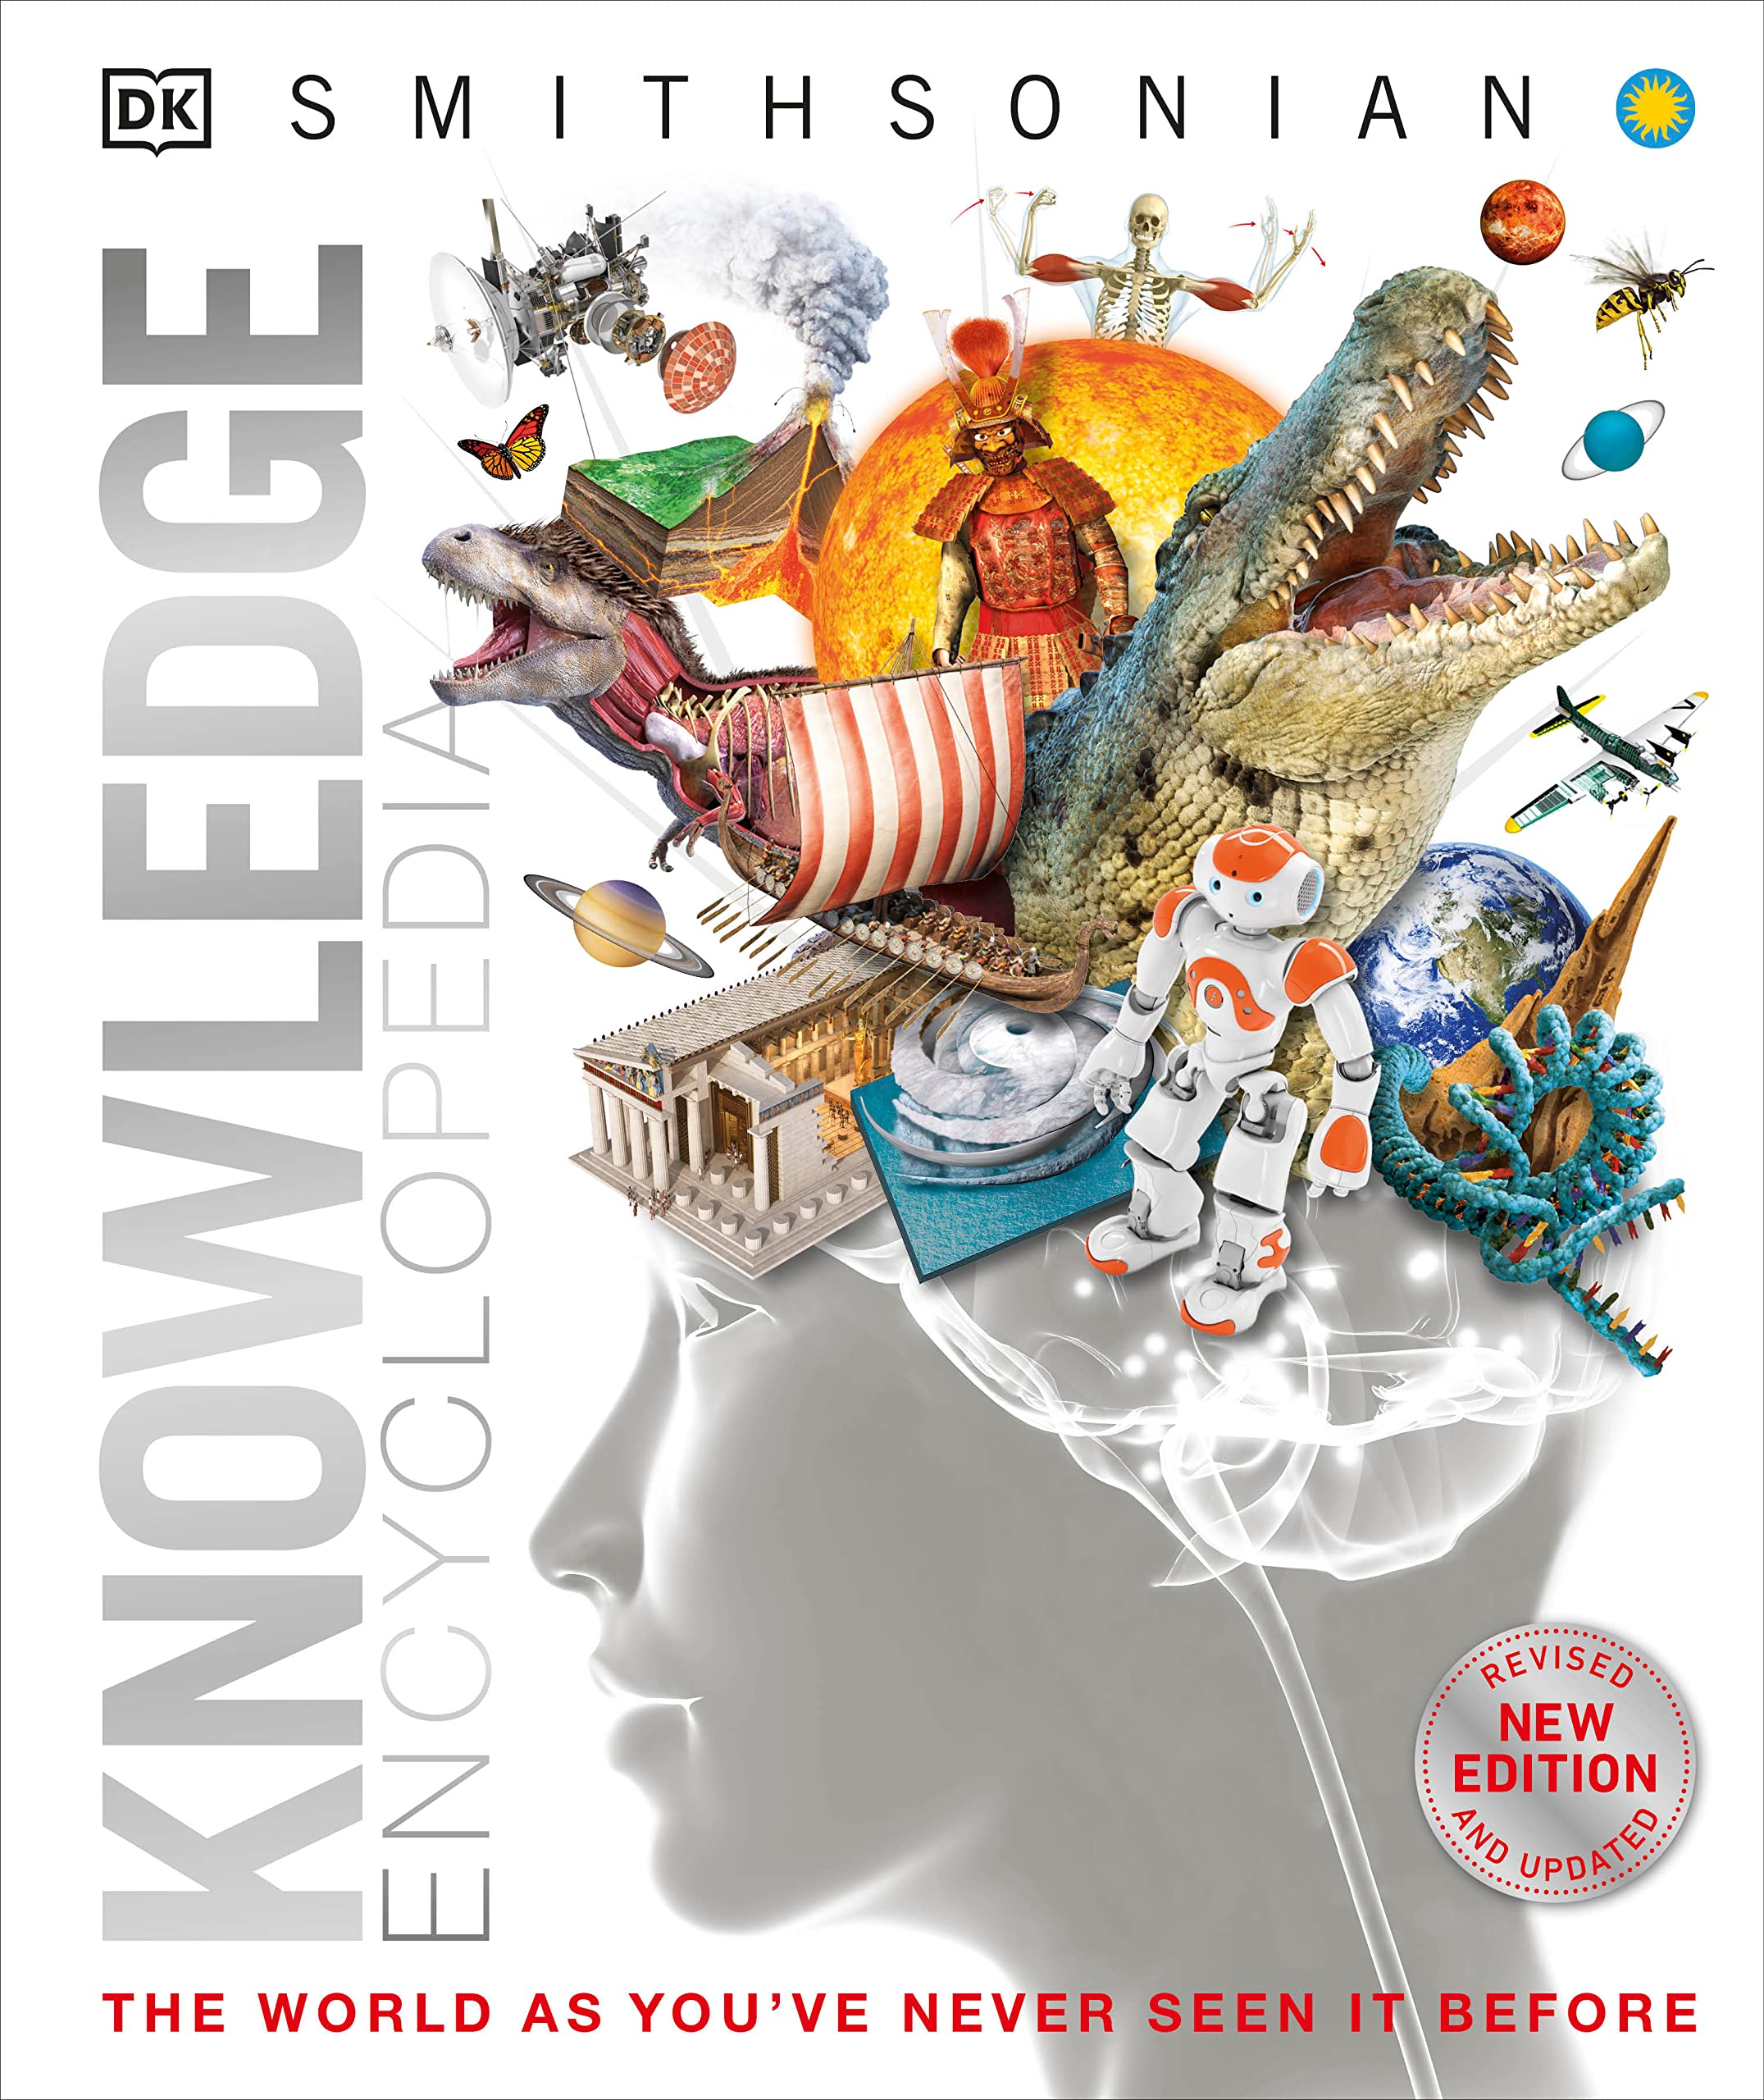 DK SMITHSONIAN
KNOWLEDGE
ENCYCLOPEDIA
REVISED
NEW
EDITION
AND UPDATED
THE WORLD AS YOU'VE NEVER SEEN IT BEFORE